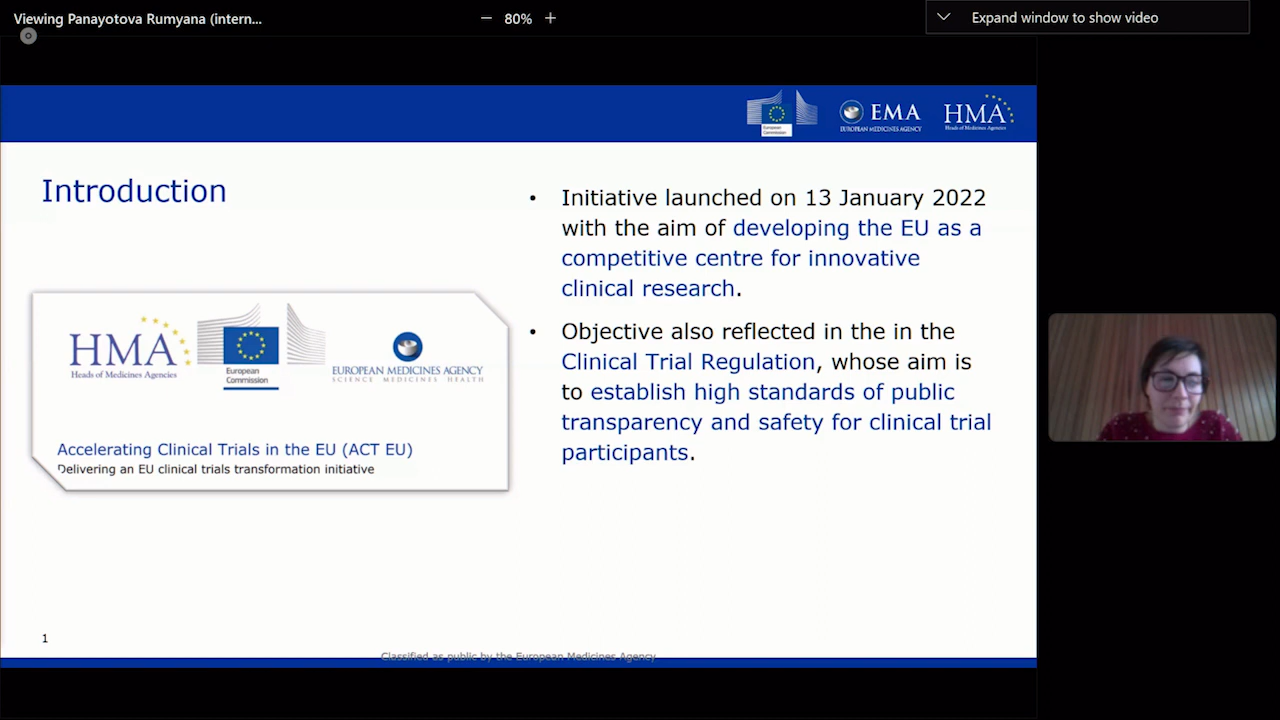 Viewing Panayotova Rumyana (intern...
80%
Expand window to show video
European
Commission
EMA
EUROPEAN MEDICINES AGENCY
HMA
Heads of Medicines Agencies
Introduction
HMA
Heads of Medicines Agencies
European
Commission
EUROPEAN MEDICINES AGENCY
SCIENCE MEDICINES HEALTH
Accelerating Clinical Trials in the EU (ACT EU)
Delivering an EU clinical trials transformation initiative
• Initiative launched on 13 January 2022
with the aim of developing the EU as a
competitive centre for innovative
clinical research.
• Objective also reflected in the in the
Clinical Trial Regulation, whose aim is
to establish high standards of public
transparency and safety for clinical trial
participants.
1
Classified as public by the European Medicines Agency